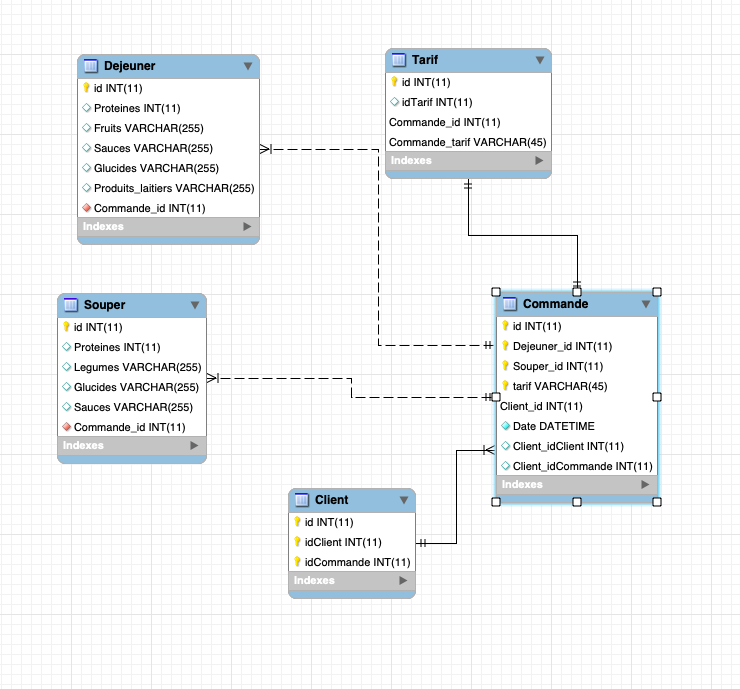 Dejeuner
id INT(11)
Proteines INT(11)
Fruits VARCHAR(255)
Sauces VARCHAR(255)
Glucides VARCHAR(255)
Produits_laitiers VARCHAR(255)
Commande_id INT(11)
Indexes
Tarif
id INT(11)
idTarif INT(11)
Commande_id INT(11)
Commande_tarif VARCHAR(45)
Indexes
Souper
id INT(11)
Proteines INT(11)
Legumes VARCHAR(255)
Glucides VARCHAR(255)
Sauces VARCHAR(255)
Commande_id INT(11)
Indexes
Commande
id INT(11)
Dejeuner_id INT(11)
Souper_id INT(11)
tarif VARCHAR(45)
Client_id INT(11)
Date DATETIME
Client_idClient INT(11)
Client_idCommande INT(11)
Indexes
Client
id INT(11)
idClient INT(11)
idCommande INT(11)
Indexes